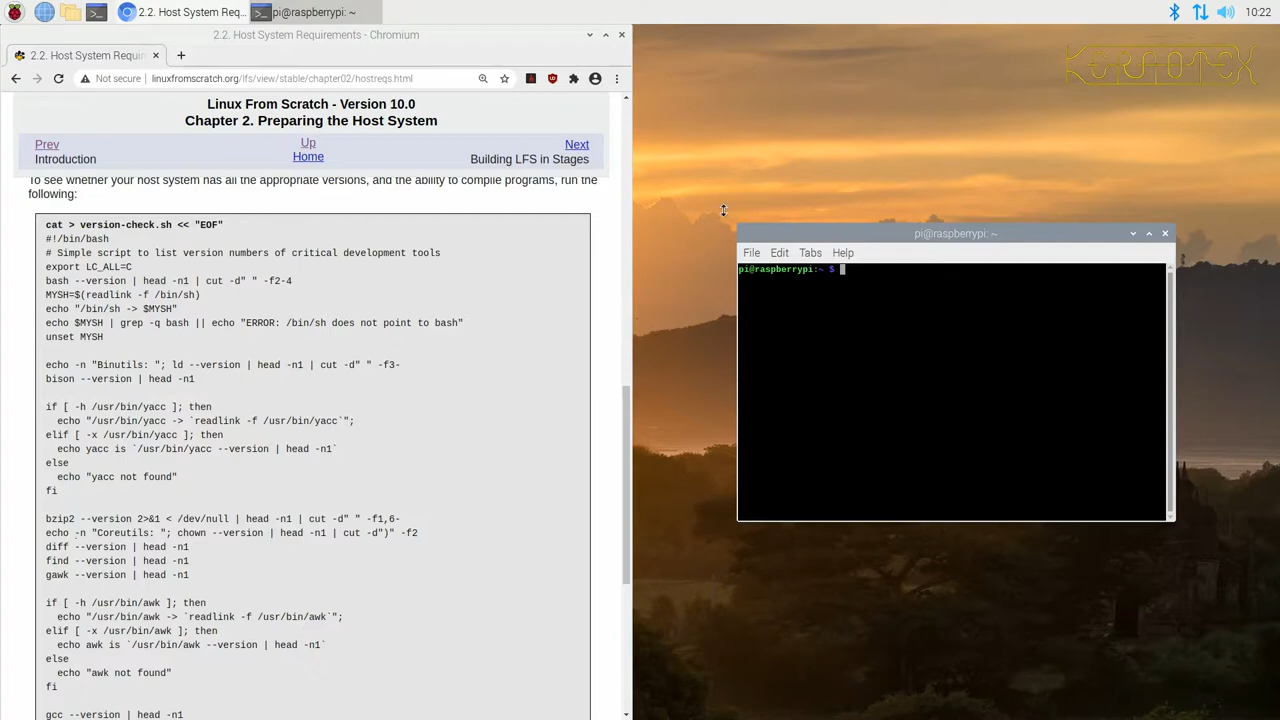 2.2. Host System Req...
pi@raspberrypi: ~
10:22
2.2. Host System Requirements - Chromium
2.2. Host System Requir
Not secure
linuxfromscratch.org/lfs/view/stable/chapter02/hostreqs.html
Linux From Scratch - Version 10.0
Chapter 2. Preparing the Host System
Prev
Up
Next
Introduction
Home
Building LFS in Stages
To see whether your host system has all the appropriate versions, and the ability to compile programs, run the
following:
cat > version-check.sh << "EOF"
#!/bin/bash
# Simple script to list version numbers of critical development tools
export LC_ALL=C
bash --version | head -n1 | cut -d" " -f2-4
MYSH=$(readlink -f /bin/sh)
echo "/bin/sh -> $MYSH"
echo $MYSH | grep -q bash || echo "ERROR: /bin/sh does not point to bash"
unset MYSH
echo -n "Binutils: "; ld --version | head -n1 | cut -d" " -f3-
bison --version | head -n1
if [ -h /usr/bin/yacc ]; then
echo "/usr/bin/yacc -> `readlink -f /usr/bin/yacc`";
elif [ -x /usr/bin/yacc ]; then
echo yacc is `/usr/bin/yacc --version | head -n1`
else
echo "yacc not found"
fi
bzip2 --version 2>&1 < /dev/null | head -n1 | cut -d" " -f1,6-
echo -n "Coreutils: "; chown --version | head -n1 | cut -d")" -f2
diff --version | head -n1
find --version | head -n1
gawk --version | head -n1
if [ -h /usr/bin/awk ]; then
echo "/usr/bin/awk -> `readlink -f /usr/bin/awk`";
elif [ -x /usr/bin/awk ]; then
echo awk is `/usr/bin/awk --version | head -n1`
else
echo "awk not found"
fi
gcc --version | head -n1
KERAOTEX
pi@raspberrypi: ~
File Edit Tabs Help
pi@raspberrypi:~ $